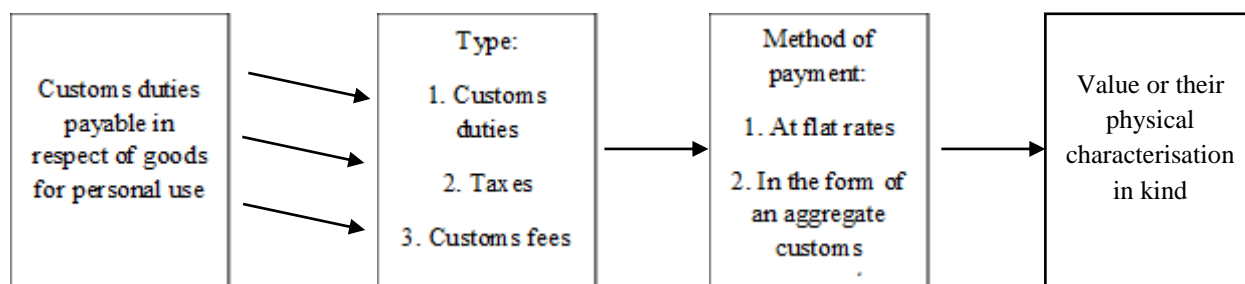 Customs duties
payable in
respect of goods
for personal use
Type:
1. Customs
duties
2. Taxes
3. Customs fees
Method of
payment:
1. At flat rates
2. In the form of
an aggregate
customs
Value or their
physical
characterisation
in kind